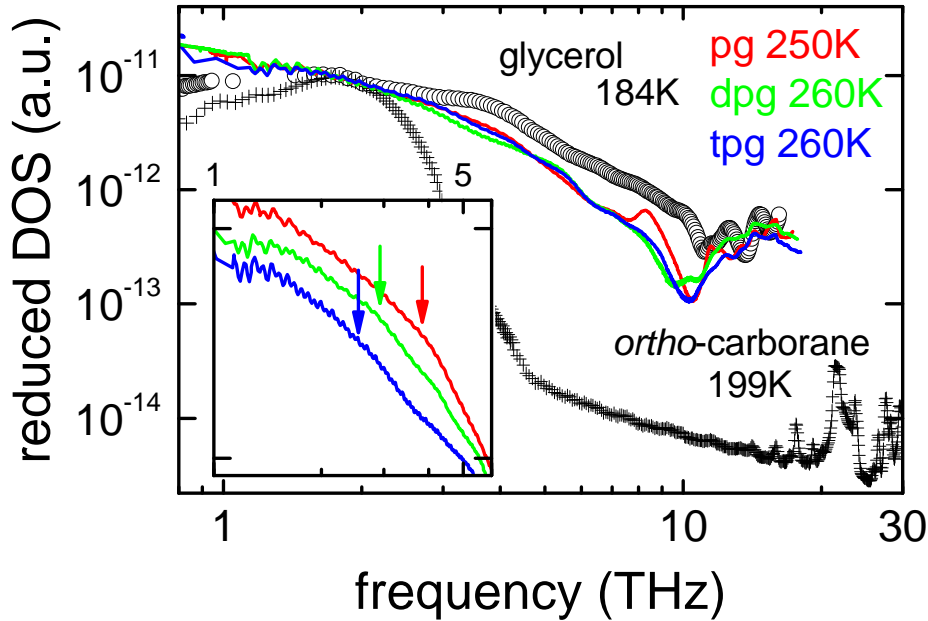 reduced DOS (a.u.)
10⁻¹¹
10⁻¹²
10⁻¹³
10⁻¹⁴
glycerol
184K
pg 250K
dpg 260K
tpg 260K
1
5
ortho-carborane
199K
1
10
30
frequency (THz)